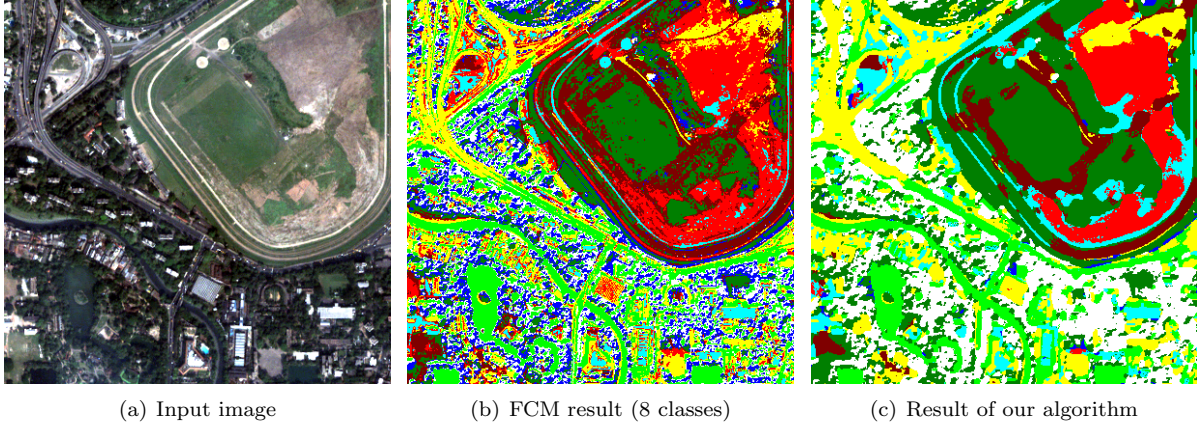 (a) Input image
(b) FCM result (8 classes)
(c) Result of our algorithm